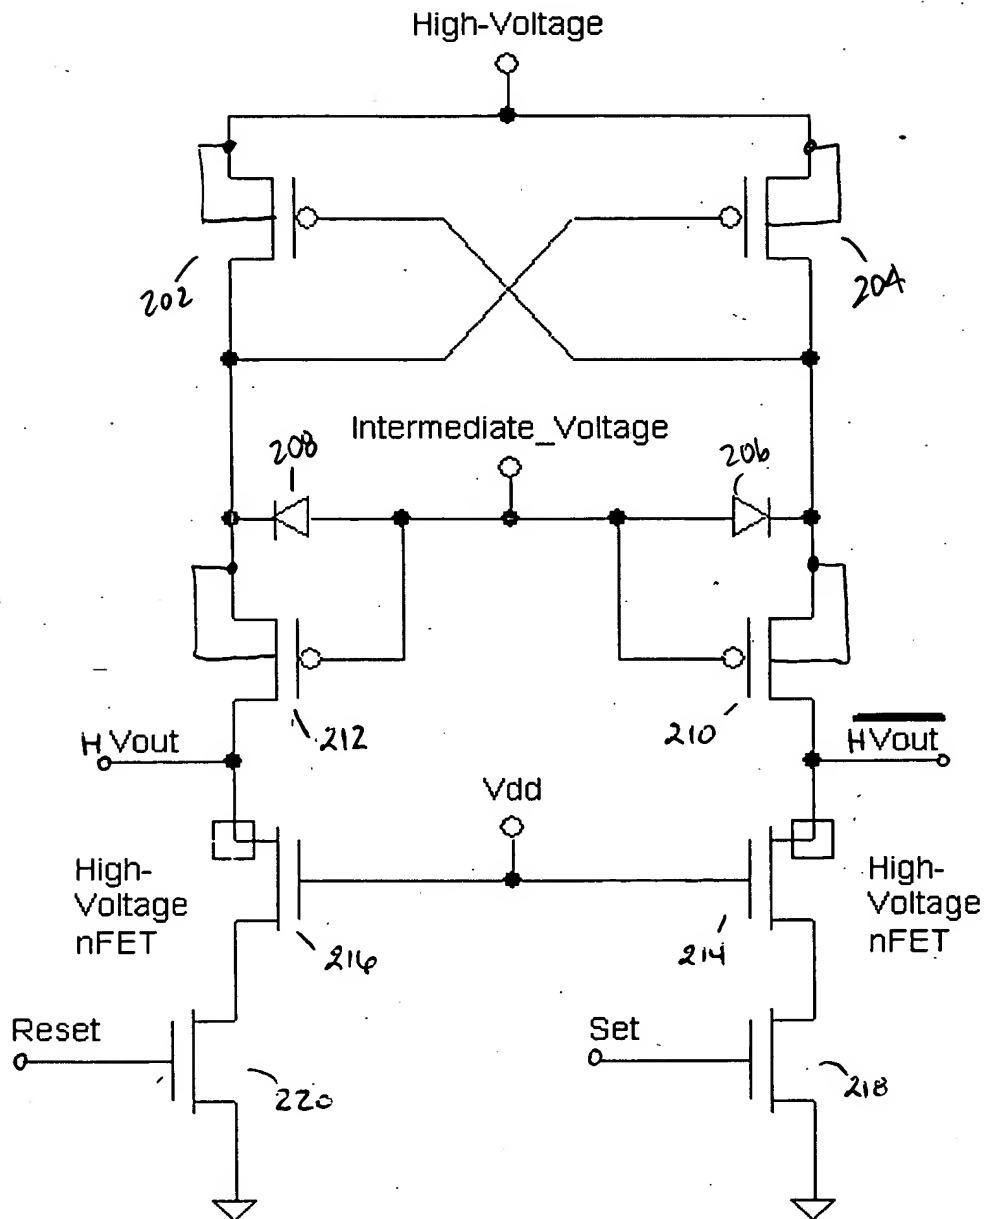 High-Voltage
202
204
Intermediate_Voltage
208
206
212
210
HVout
HVout
Vdd
High-
Voltage
nFET
High-
Voltage
nFET
216
214
Reset
Set
220
218